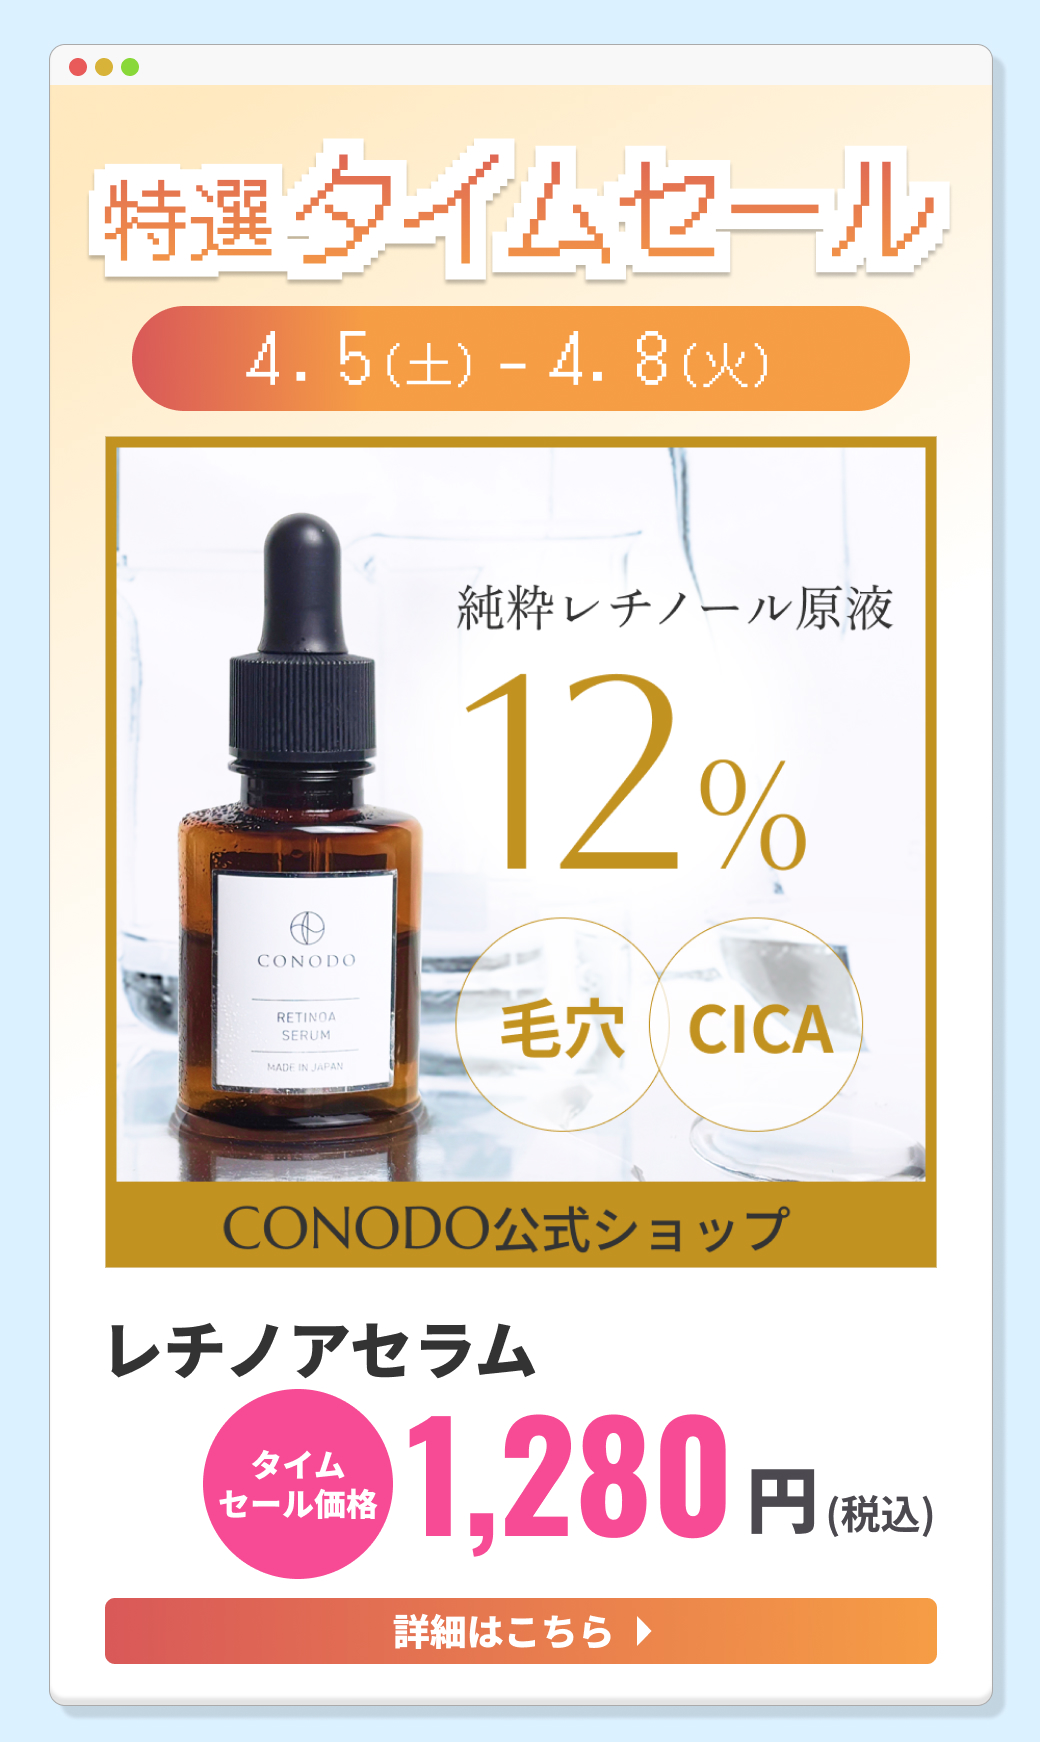 特選タイムセール
4.5(土)-4.8(火)
純粋レチノール原液
12%
毛穴
CICA
CONODO
RETINOA
SERUM
MADE IN JAPAN
CONODO公式ショップ
レチノアセラム
タイム
セール価格
1,280円(税込)
詳細はこちら